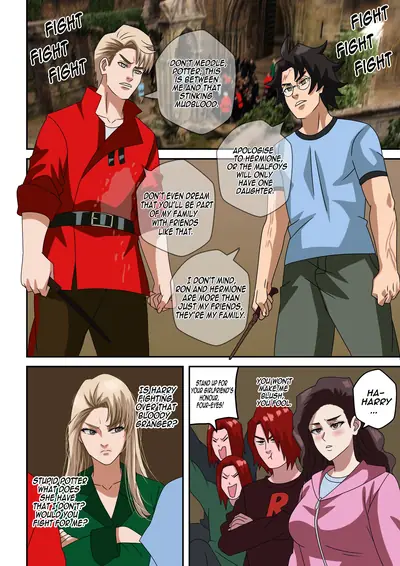 FIGHT
FIGHT
FIGHT
FIGHT
FIGHT
FIGHT
DON'T MEDDLE,
POTTER, THIS
IS BETWEEN
ME AND THAT
STINKING
MUDBLOOD.
APOLOGISE
TO HERMIONE,
OR THE MALFOYS
WILL ONLY
HAVE ONE
DAUGHTER.
DON'T EVEN DREAM
THAT YOU'LL BE PART
OF MY FAMILY
WITH FRIENDS
LIKE THAT.
I DON'T MIND,
RON AND HERMIONE
ARE MORE THAN
JUST MY FRIENDS,
THEY'RE MY FAMILY.
IS HARRY
FIGHTING
OVER THAT
BLOODY
GRANGER?
STUPID POTTER
WHAT DOES
SHE HAVE
THAT I DON'T?
WOULD YOU
FIGHT FOR ME?
STAND UP FOR
YOUR GIRLFRIEND'S
HONOUR,
FOUR-EYES!
YOU WON'T
MAKE ME
BLUSH,
YOU FOOL...
HA-
HARRY
...
R